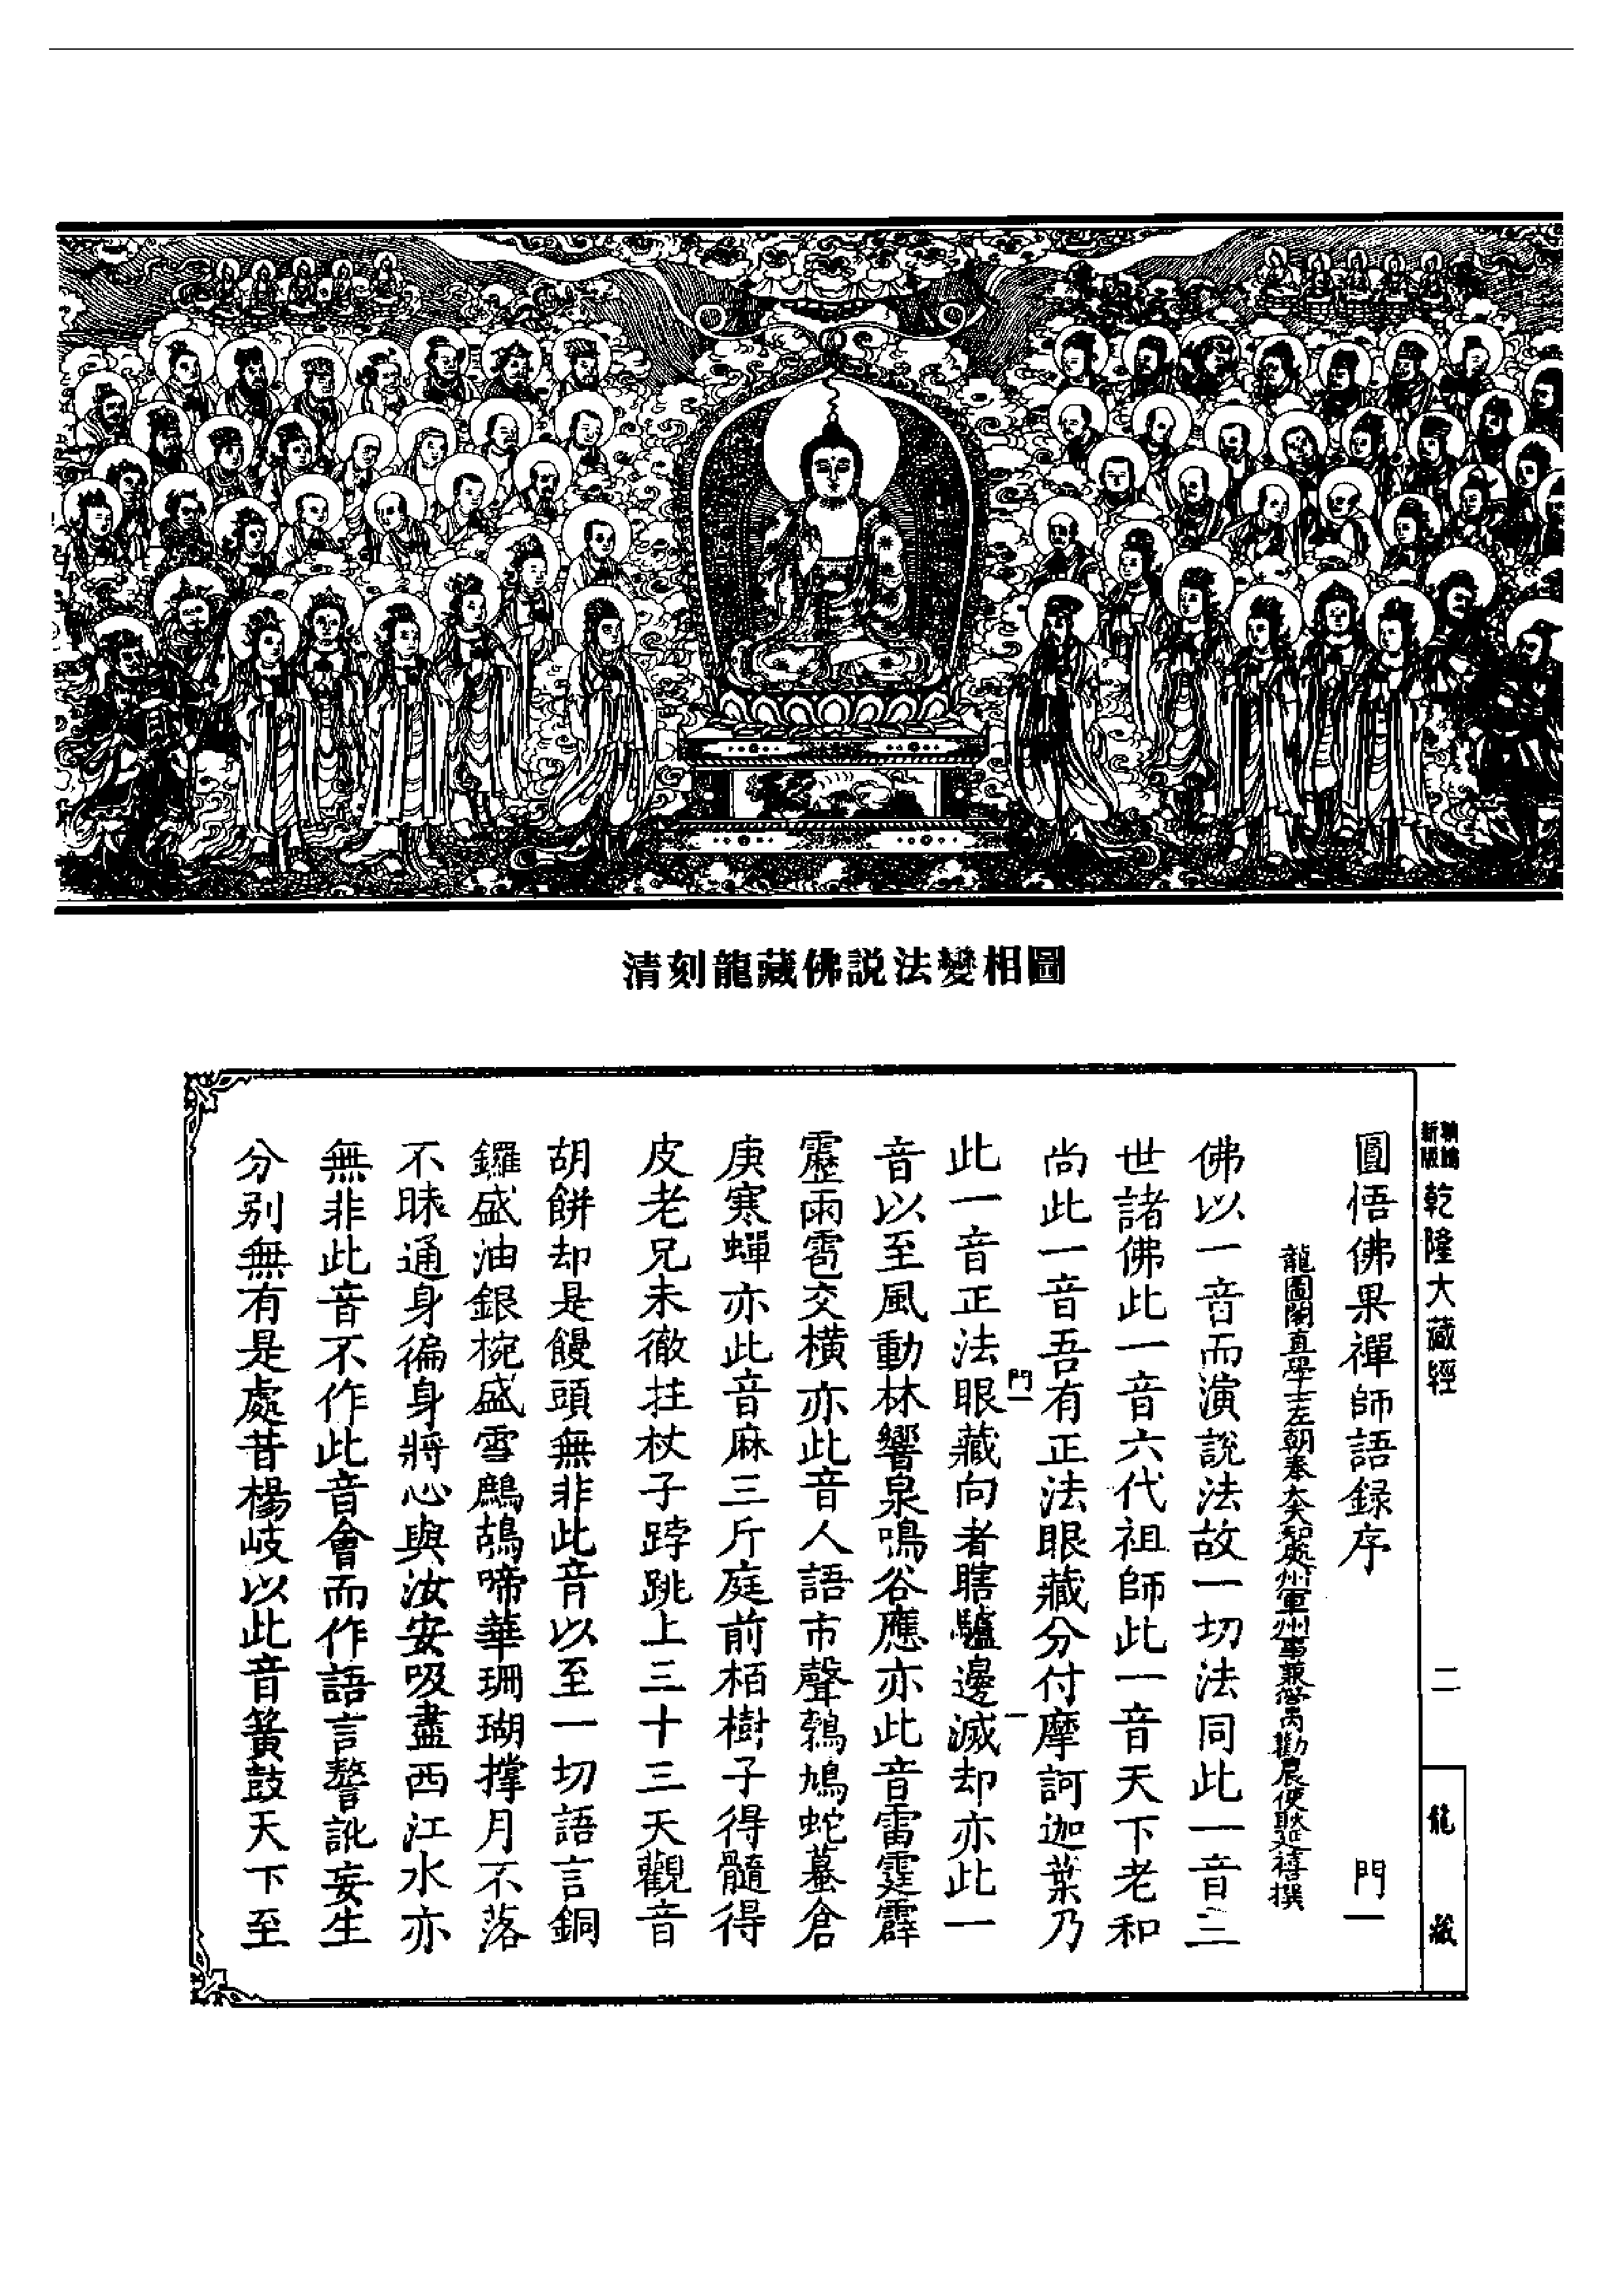 清刻龍藏佛説法變相圖
新版
乾隆大藏經
二
龍藏
圓悟佛果禪師語録序
門一
龍圖閣直學士左朝奉大夫知處州軍州事兼管内勸農使耿延禧撰
佛以一音而演説法故一切法同此一音三
世諸佛此一音六代祖師此一音天下老和
尚此一音吾有正法眼藏分付摩訶迦葉乃
門一
一
此一音正法眼藏向者瞎驢邊滅却亦此一
音以至風動林響泉鳴谷應亦此音雷霆霹
靂雨雹交横亦此音人語市聲鶉鳩蛇蟇倉
庚寒蟬亦此音麻三斤庭前栢樹子得髓得
皮老兄未徹拄杖子踍跳上三十三天觀音
胡餅却是饅頭無非此音以至一切語言銅
鑼盛油銀椀盛雪鷓鴣啼華珊瑚撑月不落
不昧通身徧身將心與汝安吸盡西江水亦
無非此音不作此音會而作語言謷訛妄生
分别無有是處昔楊岐以此音簧鼓天下至